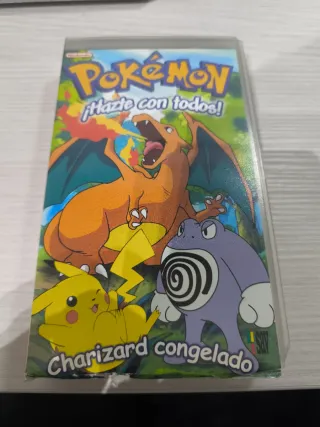 POKéMON
¡Hazte con todos!
Charizard congelado